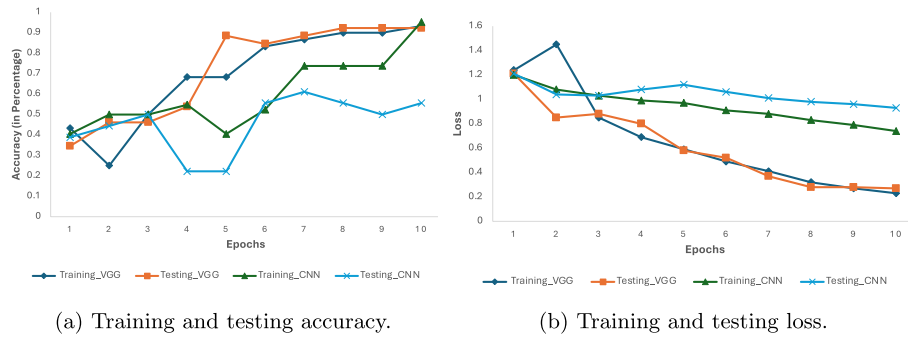 1
0.9
0.8
0.7
0.6
0.5
0.4
0.3
0.2
0.1
0
Accuracy (in Percentage)
1 2 3 4 5 6 7 8 9 10
Epochs
Training_VGG Testing_VGG Training_CNN Testing_CNN
(a) Training and testing accuracy.
1.6
1.4
1.2
1
0.8
0.6
0.4
0.2
0
Loss
1 2 3 4 5 6 7 8 9 10
Epochs
Training_VGG Testing_VGG Training_CNN Testing_CNN
(b) Training and testing loss.